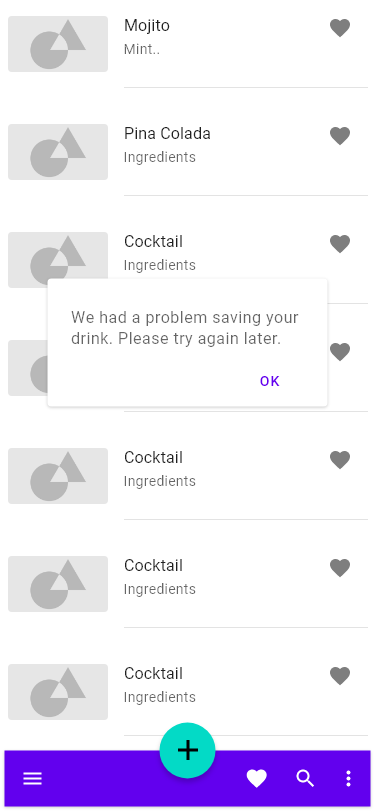 Mojito
Mint..
Pina Colada
Ingredients
Cocktail
Ingredients
We had a problem saving your
drink. Please try again later.
OK
Cocktail
Ingredients
Cocktail
Ingredients
Cocktail
Ingredients